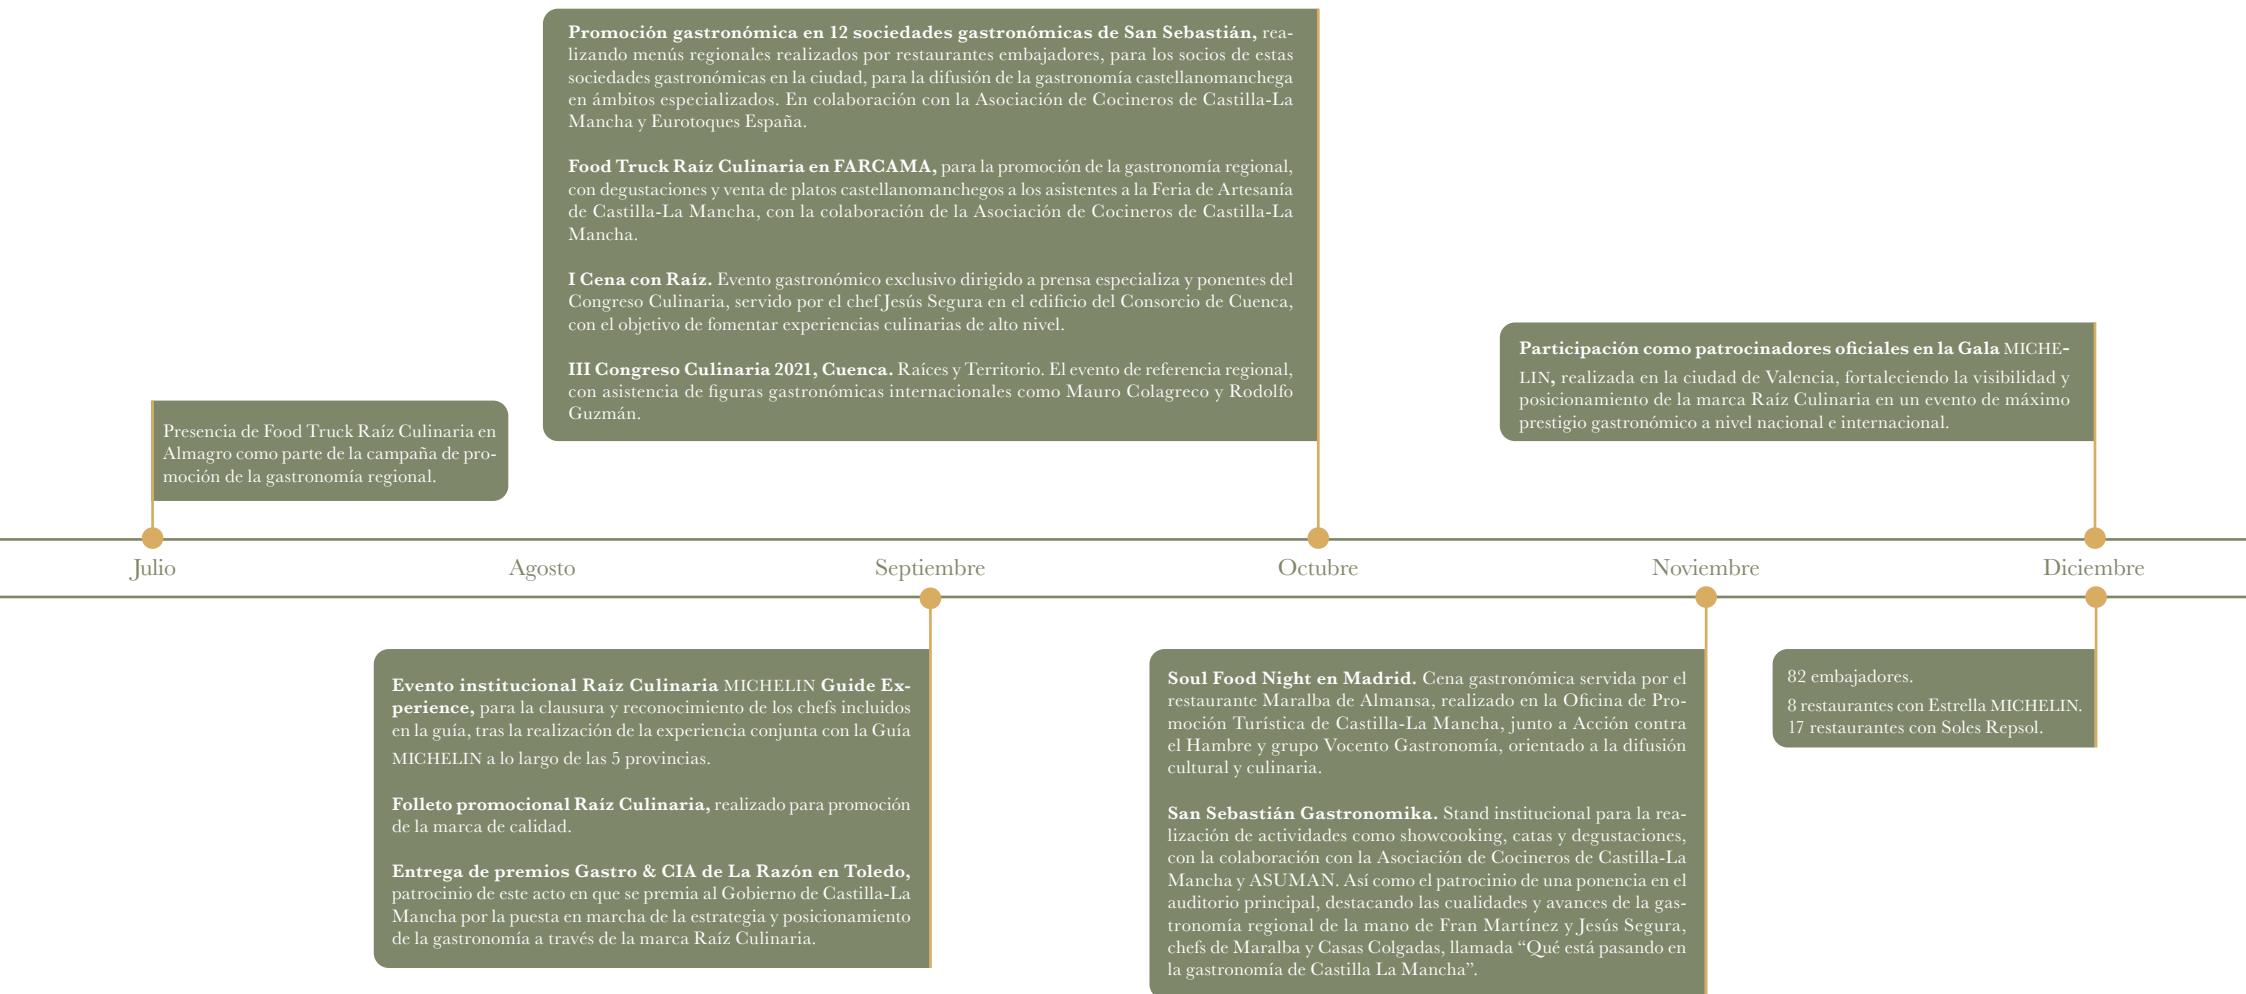 Promoción gastronómica en 12 sociedades gastronómicas de San Sebastián, rea-
lizando menús regionales realizados por restaurantes embajadores, para los socios de estas
sociedades gastronómicas en la ciudad, para la difusión de la gastronomía castellanomanchega
en ámbitos especializados. En colaboración con la Asociación de Cocineros de Castilla-La
Mancha y Eurotoques España.
Food Truck Raíz Culinaria en FARCAMA, para la promoción de la gastronomía regional,
con degustaciones y venta de platos castellanomanchegos a los asistentes a la Feria de Artesanía
de Castilla-La Mancha, con la colaboración de la Asociación de Cocineros de Castilla-La
Mancha.
I Cena con Raíz. Evento gastronómico exclusivo dirigido a prensa especializa y ponentes del
Congreso Culinaria, servido por el chef Jesús Segura en el edificio del Consorcio de Cuenca,
con el objetivo de fomentar experiencias culinarias de alto nivel.
III Congreso Culinaria 2021, Cuenca. Raíces y Territorio. El evento de referencia regional,
con asistencia de figuras gastronómicas internacionales como Mauro Colagreco y Rodolfo
Guzmán.
Participación como patrocinadores oficiales en la Gala MICHE-
LIN, realizada en la ciudad de Valencia, fortaleciendo la visibilidad y
posicionamiento de la marca Raíz Culinaria en un evento de máximo
prestigio gastronómico a nivel nacional e internacional.
Presencia de Food Truck Raíz Culinaria en
Almagro como parte de la campaña de pro-
moción de la gastronomía regional.
Julio
Agosto
Septiembre
Octubre
Noviembre
Diciembre
Evento institucional Raíz Culinaria MICHELIN Guide Ex-
perience, para la clausura y reconocimiento de los chefs incluidos
en la guía, tras la realización de la experiencia conjunta con la Guía
MICHELIN a lo largo de las 5 provincias.
Folleto promocional Raíz Culinaria, realizado para promoción
de la marca de calidad.
Entrega de premios Gastro & CIA de La Razón en Toledo,
patrocinio de este acto en que se premia al Gobierno de Castilla-La
Mancha por la puesta en marcha de la estrategia y posicionamiento
de la gastronomía a través de la marca Raíz Culinaria.
Soul Food Night en Madrid. Cena gastronómica servida por el
restaurante Maralba de Almansa, realizado en la Oficina de Pro-
moción Turística de Castilla-La Mancha, junto a Acción contra
el Hambre y grupo Vocento Gastronomía, orientado a la difusión
cultural y culinaria.
San Sebastián Gastronomika. Stand institucional para la rea-
lización de actividades como showcooking, catas y degustaciones,
con la colaboración con la Asociación de Cocineros de Castilla-La
Mancha y ASUMAN. Así como el patrocinio de una ponencia en el
auditorio principal, destacando las cualidades y avances de la gas-
tronomía regional de la mano de Fran Martínez y Jesús Segura,
chefs de Maralba y Casas Colgadas, llamada “Qué está pasando en
la gastronomía de Castilla La Mancha”.
82 embajadores.
8 restaurantes con Estrella MICHELIN.
17 restaurantes con Soles Repsol.